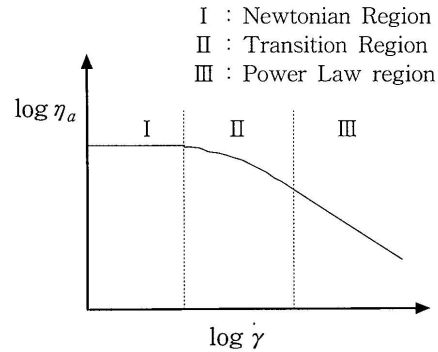 Ⅰ : Newtonian Region
Ⅱ : Transition Region
Ⅲ : Power Law region
log ηₐ
Ⅰ Ⅱ Ⅲ
log γ̇